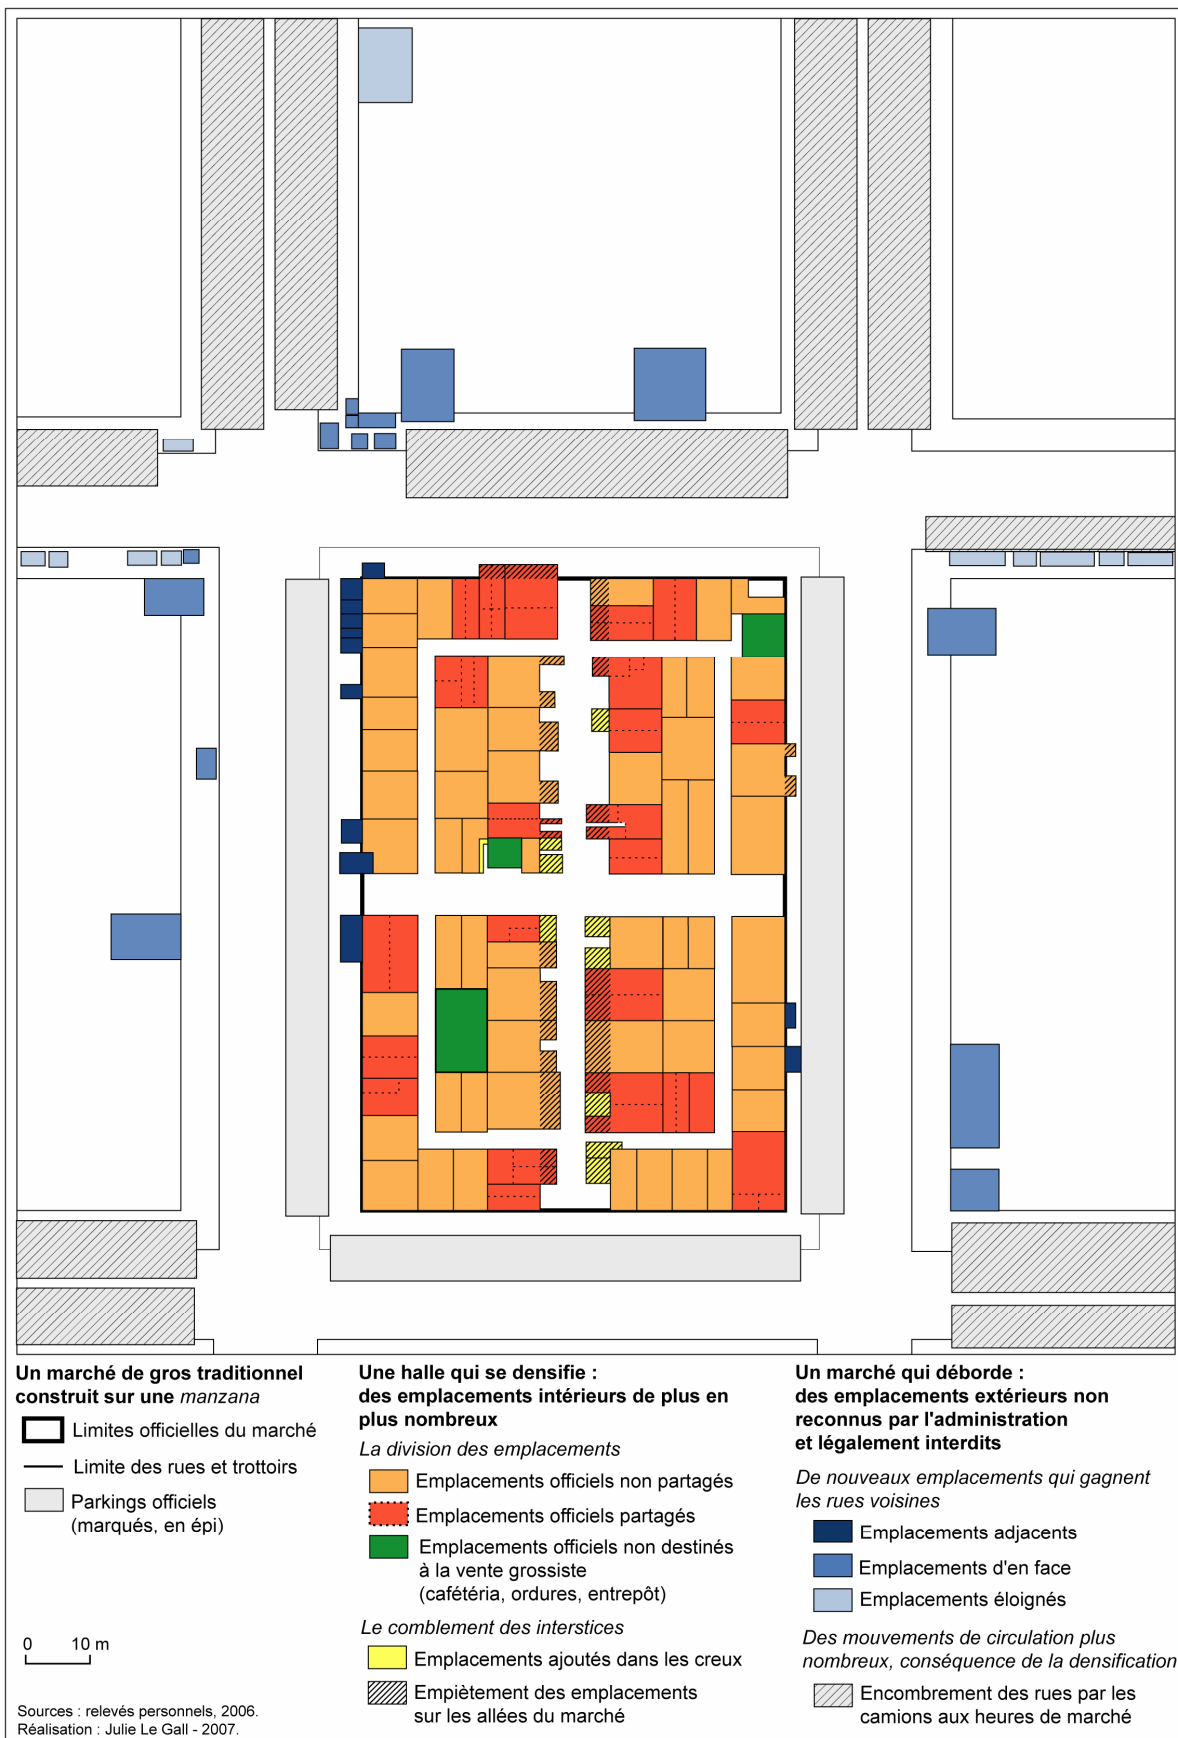 Un marché de gros traditionnel
construit sur une manzana
Limites officielles du marché
Limite des rues et trottoirs
Parkings officiels
(marqués, en épi)
0 10 m
Sources : relevés personnels, 2006.
Réalisation : Julie Le Gall - 2007.
Une halle qui se densifie :
des emplacements intérieurs de plus en
plus nombreux
La division des emplacements
Emplacements officiels non partagés
Emplacements officiels partagés
Emplacements officiels non destinés
à la vente grossiste
(cafétéria, ordures, entrepôt)
Le comblement des interstices
Emplacements ajoutés dans les creux
Empiètement des emplacements
sur les allées du marché
Un marché qui déborde :
des emplacements extérieurs non
reconnus par l'administration
et légalement interdits
De nouveaux emplacements qui gagnent
les rues voisines
Emplacements adjacents
Emplacements d'en face
Emplacements éloignés
Des mouvements de circulation plus
nombreux, conséquence de la densification
Encombrement des rues par les
camions aux heures de marché